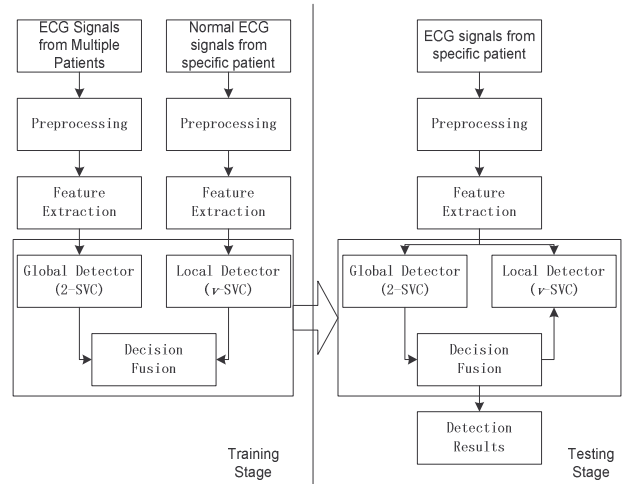 ECG Signals
from Multiple
Patients
Normal ECG
signals from
specific patient
Preprocessing
Preprocessing
Feature
Extraction
Feature
Extraction
Global Detector
(2-SVC)
Local Detector
(ν-SVC)
Decision
Fusion
Training
Stage
ECG signals from
specific patient
Preprocessing
Feature
Extraction
Global Detector
(2-SVC)
Local Detector
(ν-SVC)
Decision
Fusion
Detection
Results
Testing
Stage